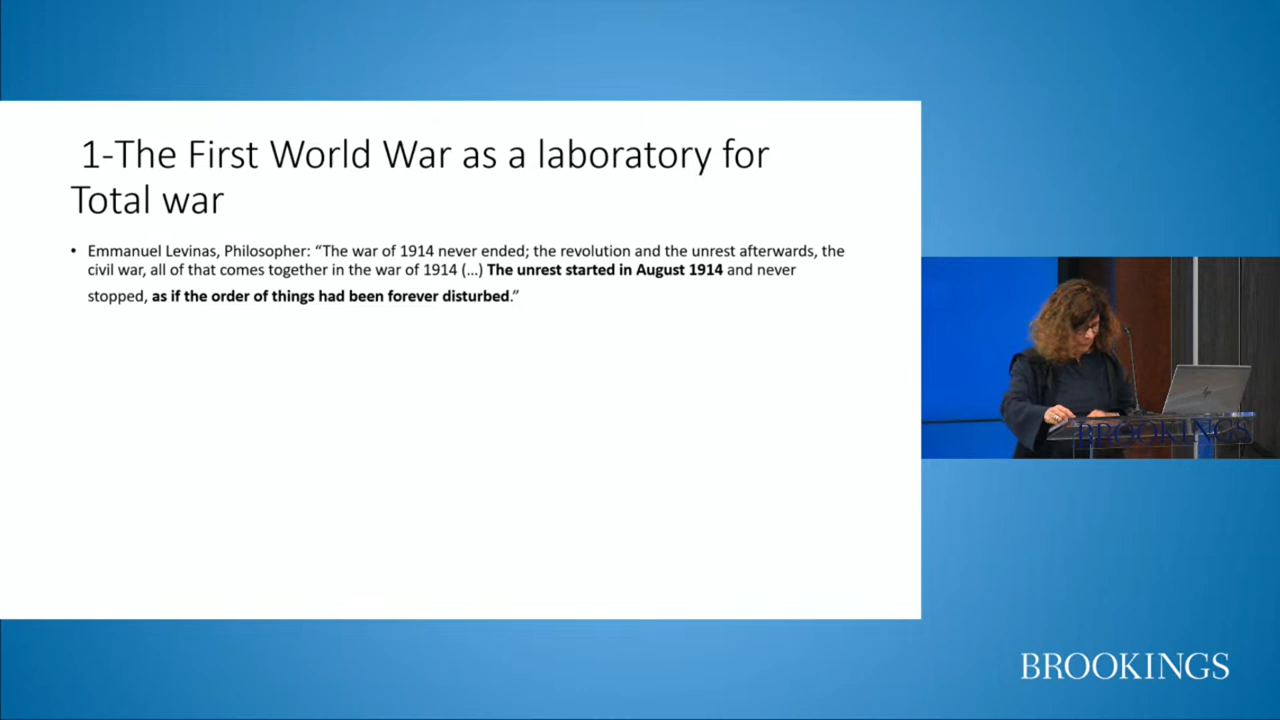 1-The First World War as a laboratory for
Total war
• Emmanuel Levinas, Philosopher: “The war of 1914 never ended; the revolution and the unrest afterwards, the
civil war, all of that comes together in the war of 1914 (...) The unrest started in August 1914 and never
stopped, as if the order of things had been forever disturbed.”
BROOKINGS
BROOKINGS